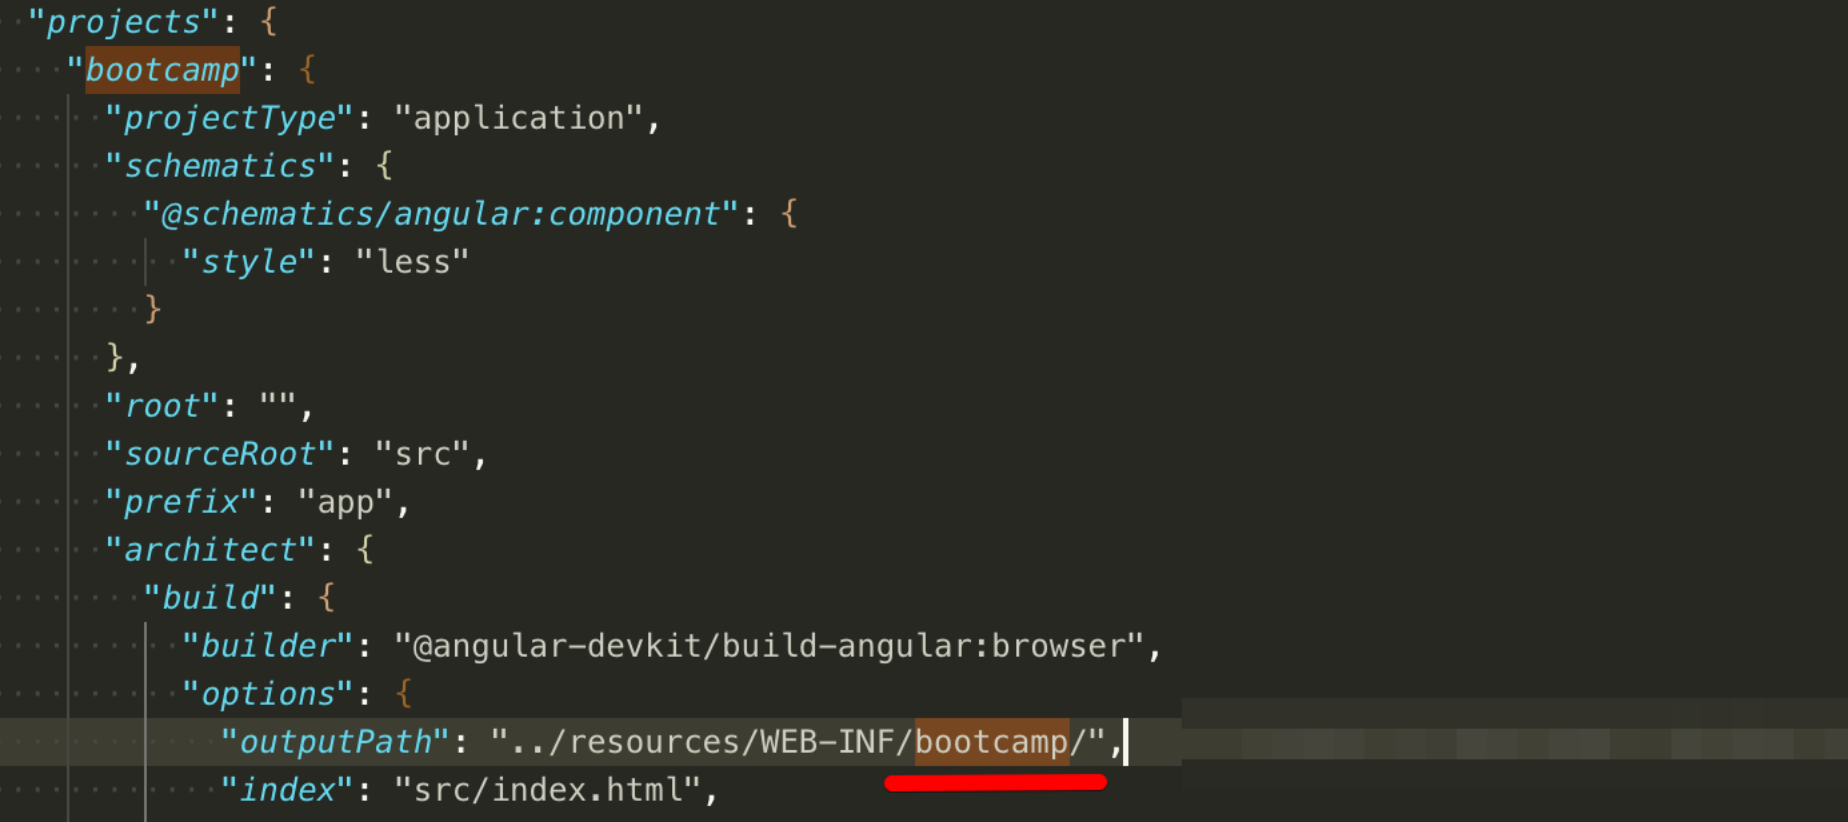 "projects": {
"bootcamp": {
"projectType": "application",
"schematics": {
"@schematics/angular:component": {
"style": "less"
}
},
"root": "",
"sourceRoot": "src",
"prefix": "app",
"architect": {
"build": {
"builder": "@angular-devkit/build-angular:browser",
"options": {
"outputPath": "../resources/WEB-INF/bootcamp/",
"index": "src/index.html",